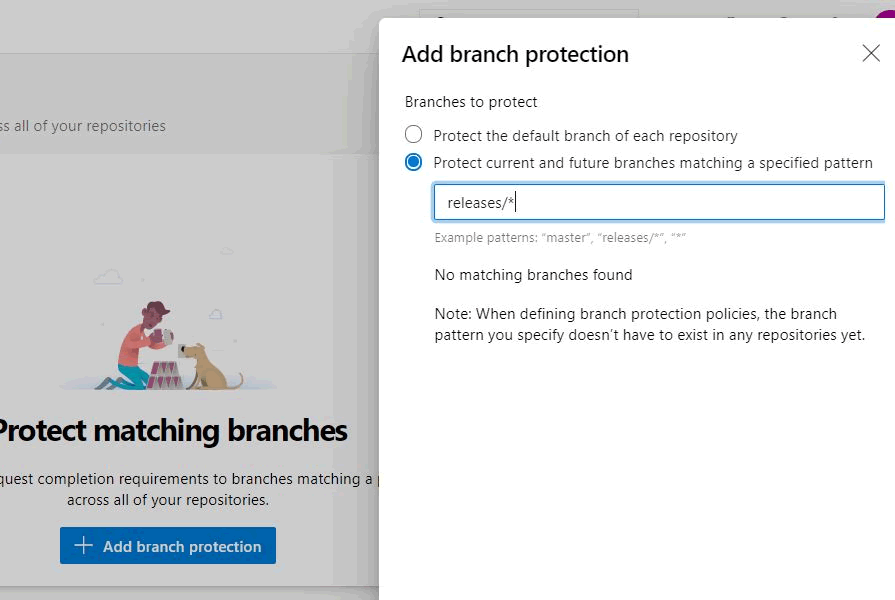 Add branch protection
Branches to protect
Protect the default branch of each repository
Protect current and future branches matching a specified pattern
releases/*
Example patterns: “master”, “releases/*”, “*”
No matching branches found
Note: When defining branch protection policies, the branch
pattern you specify doesn’t have to exist in any repositories yet.
all of your repositories
Protect matching branches
completion requirements to branches matching a
across all of your repositories.
Add branch protection